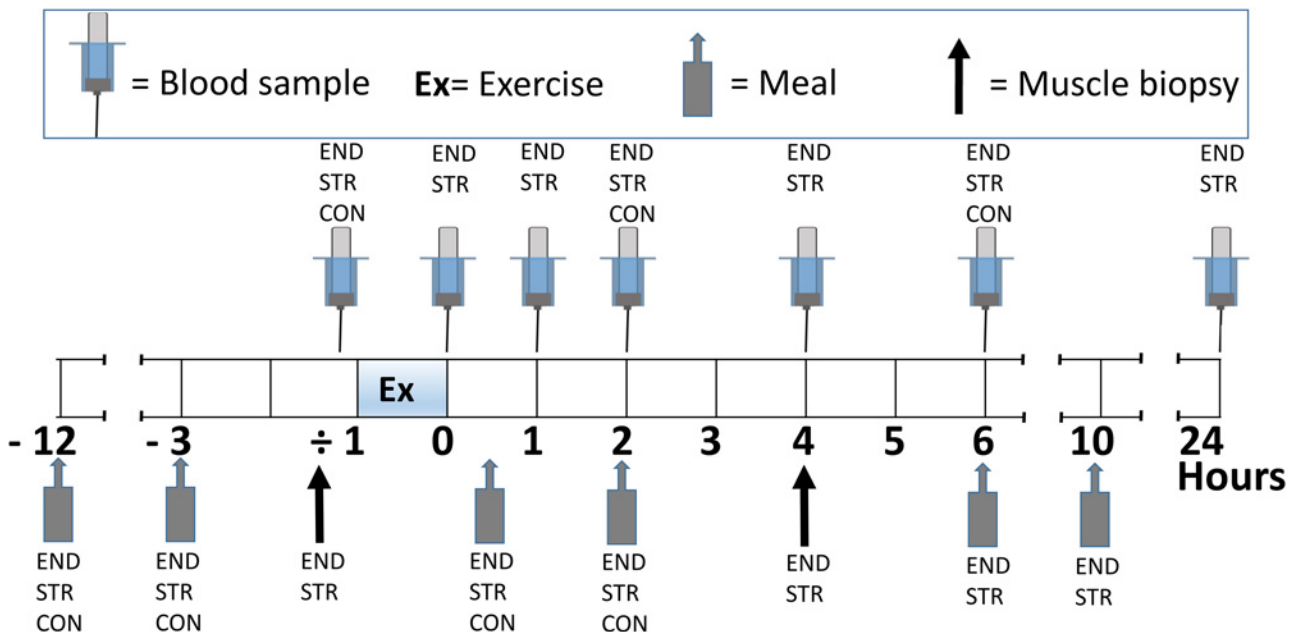 = Blood sample Ex= Exercise = Meal = Muscle biopsy
END END END END END END END
STR STR STR STR STR STR STR
CON CON CON
Ex
- 12 - 3 ÷ 1 0 1 2 3 4 5 6 10 24
Hours
END END END END END END END END
STR STR STR STR STR STR STR STR
CON CON CON CON